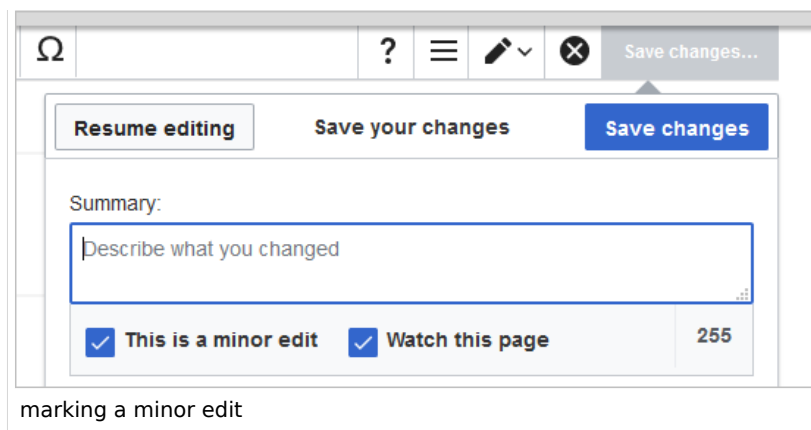 Ω ? Save changes...
Resume editing Save your changes Save changes
Summary:
Describe what you changed
This is a minor edit Watch this page 255
marking a minor edit